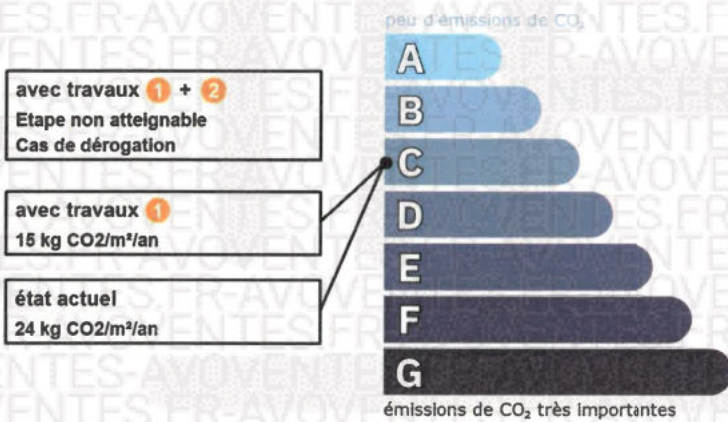 peu d'émissions de CO₂
avec travaux 1 + 2
Etape non atteignable
Cas de dérogation
avec travaux 1
15 kg CO2/m²/an
état actuel
24 kg CO2/m²/an
A
B
C
D
E
F
G
émissions de CO₂ très importantes